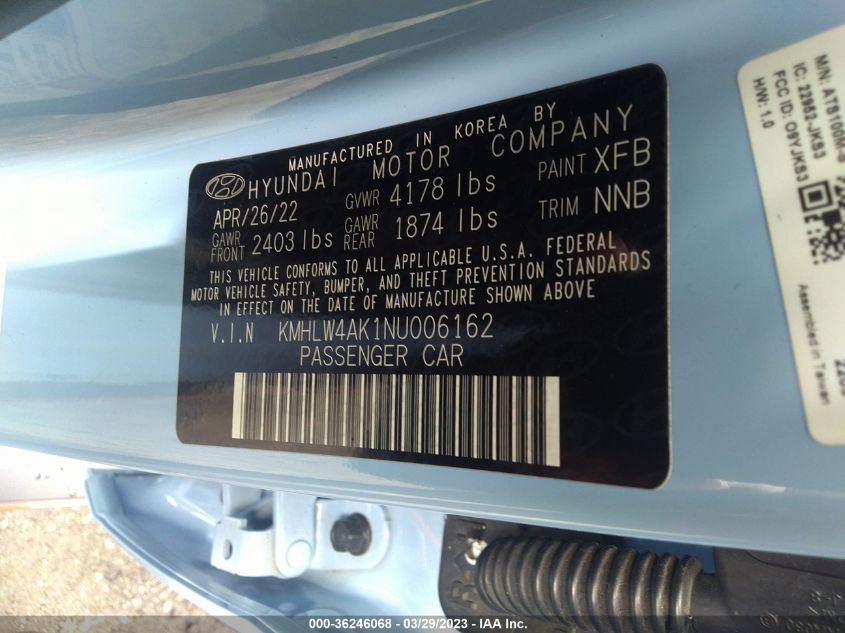 MANUFACTURED IN KOREA BY
HYUNDAI MOTOR COMPANY
APR/26/22 GVWR 4178 lbs PAINT XFB
GAWR FRONT 2403 lbs GAWR REAR 1874 lbs TRIM NNB
THIS VEHICLE CONFORMS TO ALL APPLICABLE U.S.A. FEDERAL
MOTOR VEHICLE SAFETY, BUMPER, AND THEFT PREVENTION STANDARDS
IN EFFECT ON THE DATE OF MANUFACTURE SHOWN ABOVE
V.I.N KMHLW4AK1NU006162
PASSENGER CAR
IC: 22952-JKS3
FCC ID: O9YJKS3
H/W: 1.0
Assembled in Taiwan
000-36246068 - 03/29/2023 - IAA Inc.